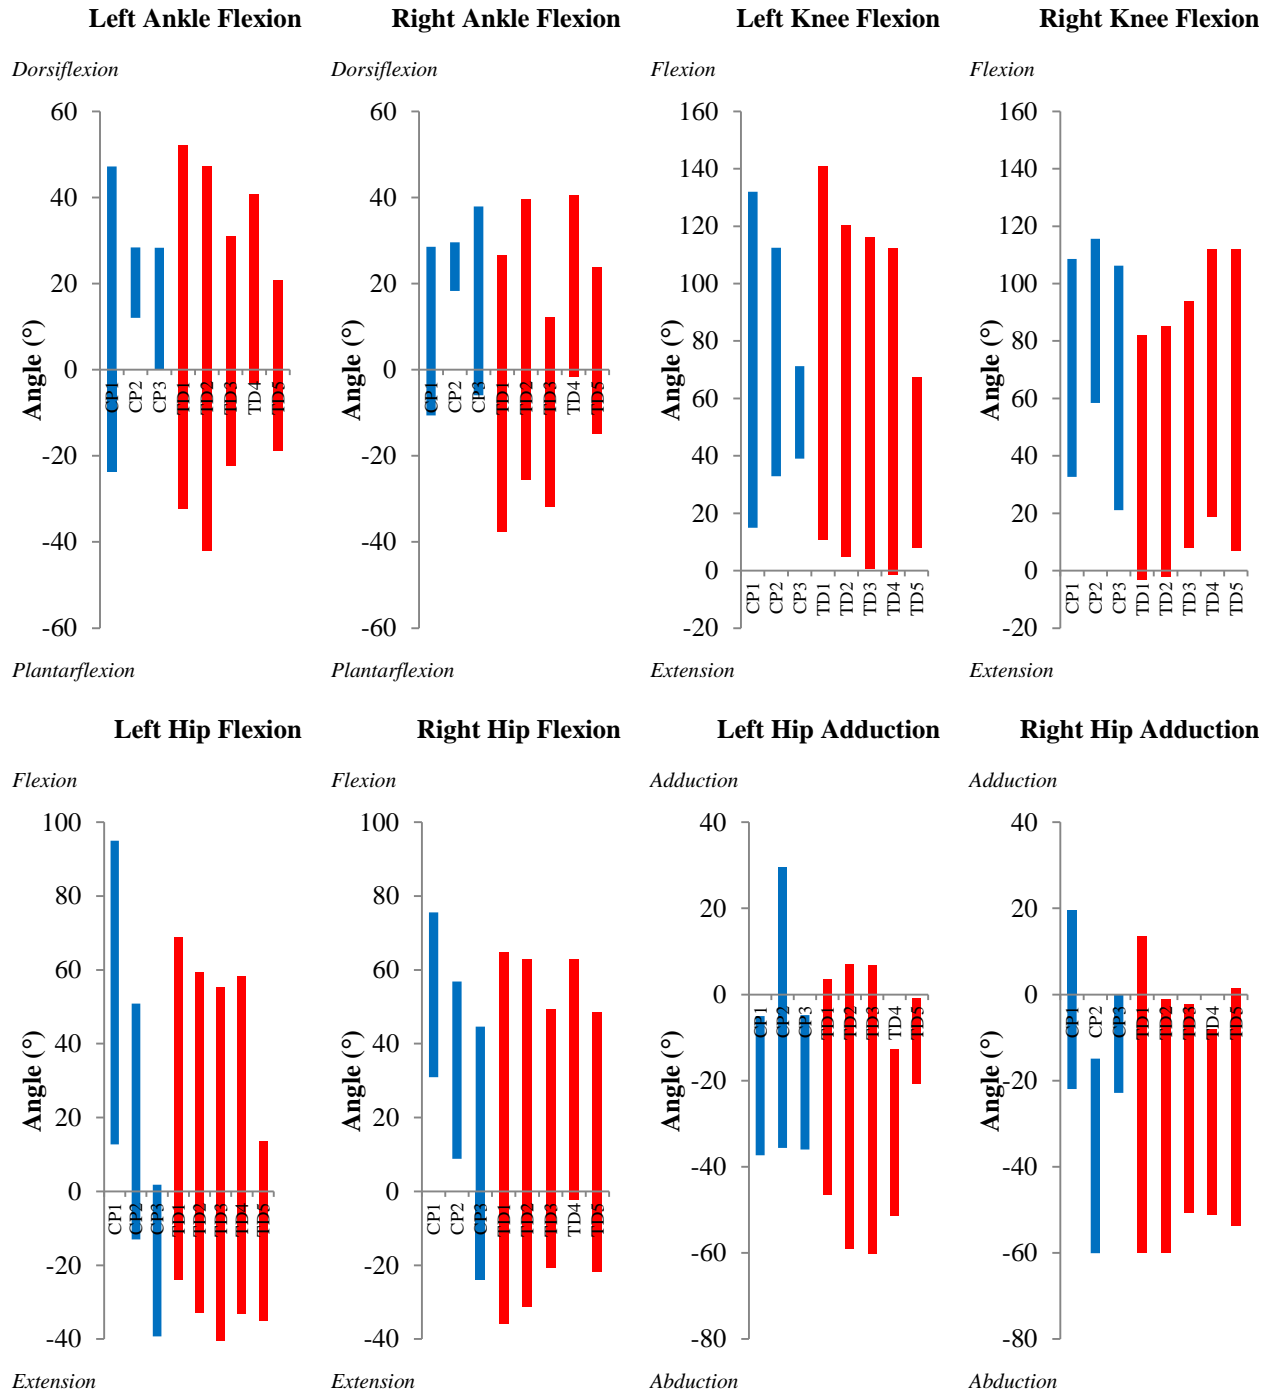 Left Ankle Flexion Right Ankle Flexion Left Knee Flexion Right Knee Flexion
Dorsiflexion Dorsiflexion Flexion Flexion
60 60 160 160
140 140
40 40 120 120
100 100
20 20 80 80
0 0 60 60
Angle (°) Angle (°) Angle (°) Angle (°)
CP1 CP2 CP3 TD1 TD2 TD3 TD4 TD5 CP1 CP2 CP3 TD1 TD2 TD3 TD4 TD5
-20 -20 40 40
20 20
-40 -40 0 0
CP1 CP2 CP3 TD1 TD2 TD3 TD4 TD5 CP1 CP2 CP3 TD1 TD2 TD3 TD4 TD5
-60 -60 -20 -20
Plantarflexion Plantarflexion Extension Extension
Left Hip Flexion Right Hip Flexion Left Hip Adduction Right Hip Adduction
Flexion Flexion Adduction Adduction
100 100 40 40
80 80 20 20
60 60 0 0
CP1 CP2 CP3 TD1 TD2 TD3 TD4 TD5 CP1 CP2 CP3 TD1 TD2 TD3 TD4 TD5
40 40
Angle (°) Angle (°) Angle (°) Angle (°)
20 20 -20 -20
0 0 -40 -40
CP1 CP2 CP3 TD1 TD2 TD3 TD4 TD5 CP1 CP2 CP3 TD1 TD2 TD3 TD4 TD5
-20 -20 -60 -60
-40 -40 -80 -80
Extension Extension Abduction Abduction